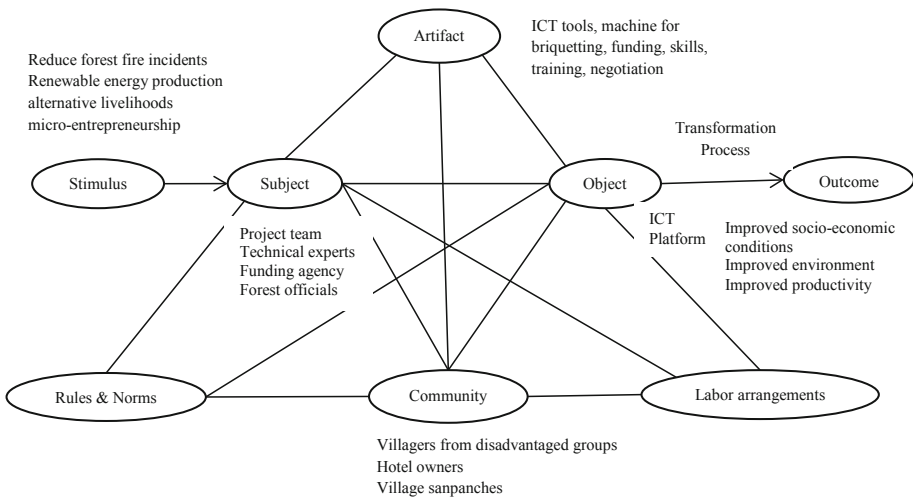 Artifact
ICT tools, machine for
briquetting, funding, skills,
training, negotiation
Reduce forest fire incidents
Renewable energy production
alternative livelihoods
micro-entrepreneurship
Transformation
Process
Stimulus
Subject
Object
Outcome
Project team
Technical experts
Funding agency
Forest officials
ICT
Platform
Improved socio-economic
conditions
Improved environment
Improved productivity
Rules & Norms
Community
Labor arrangements
Villagers from disadvantaged groups
Hotel owners
Village sanpanches